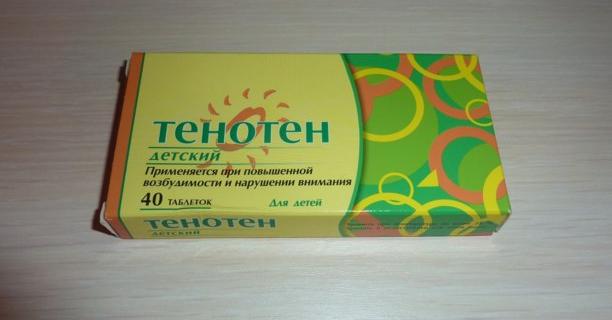 ТЕНОТЕН
детский
Применяется при повышенной
возбудимости и нарушении внимания
40 ТАБЛЕТОК Для детей
ТЕНОТЕН
детский